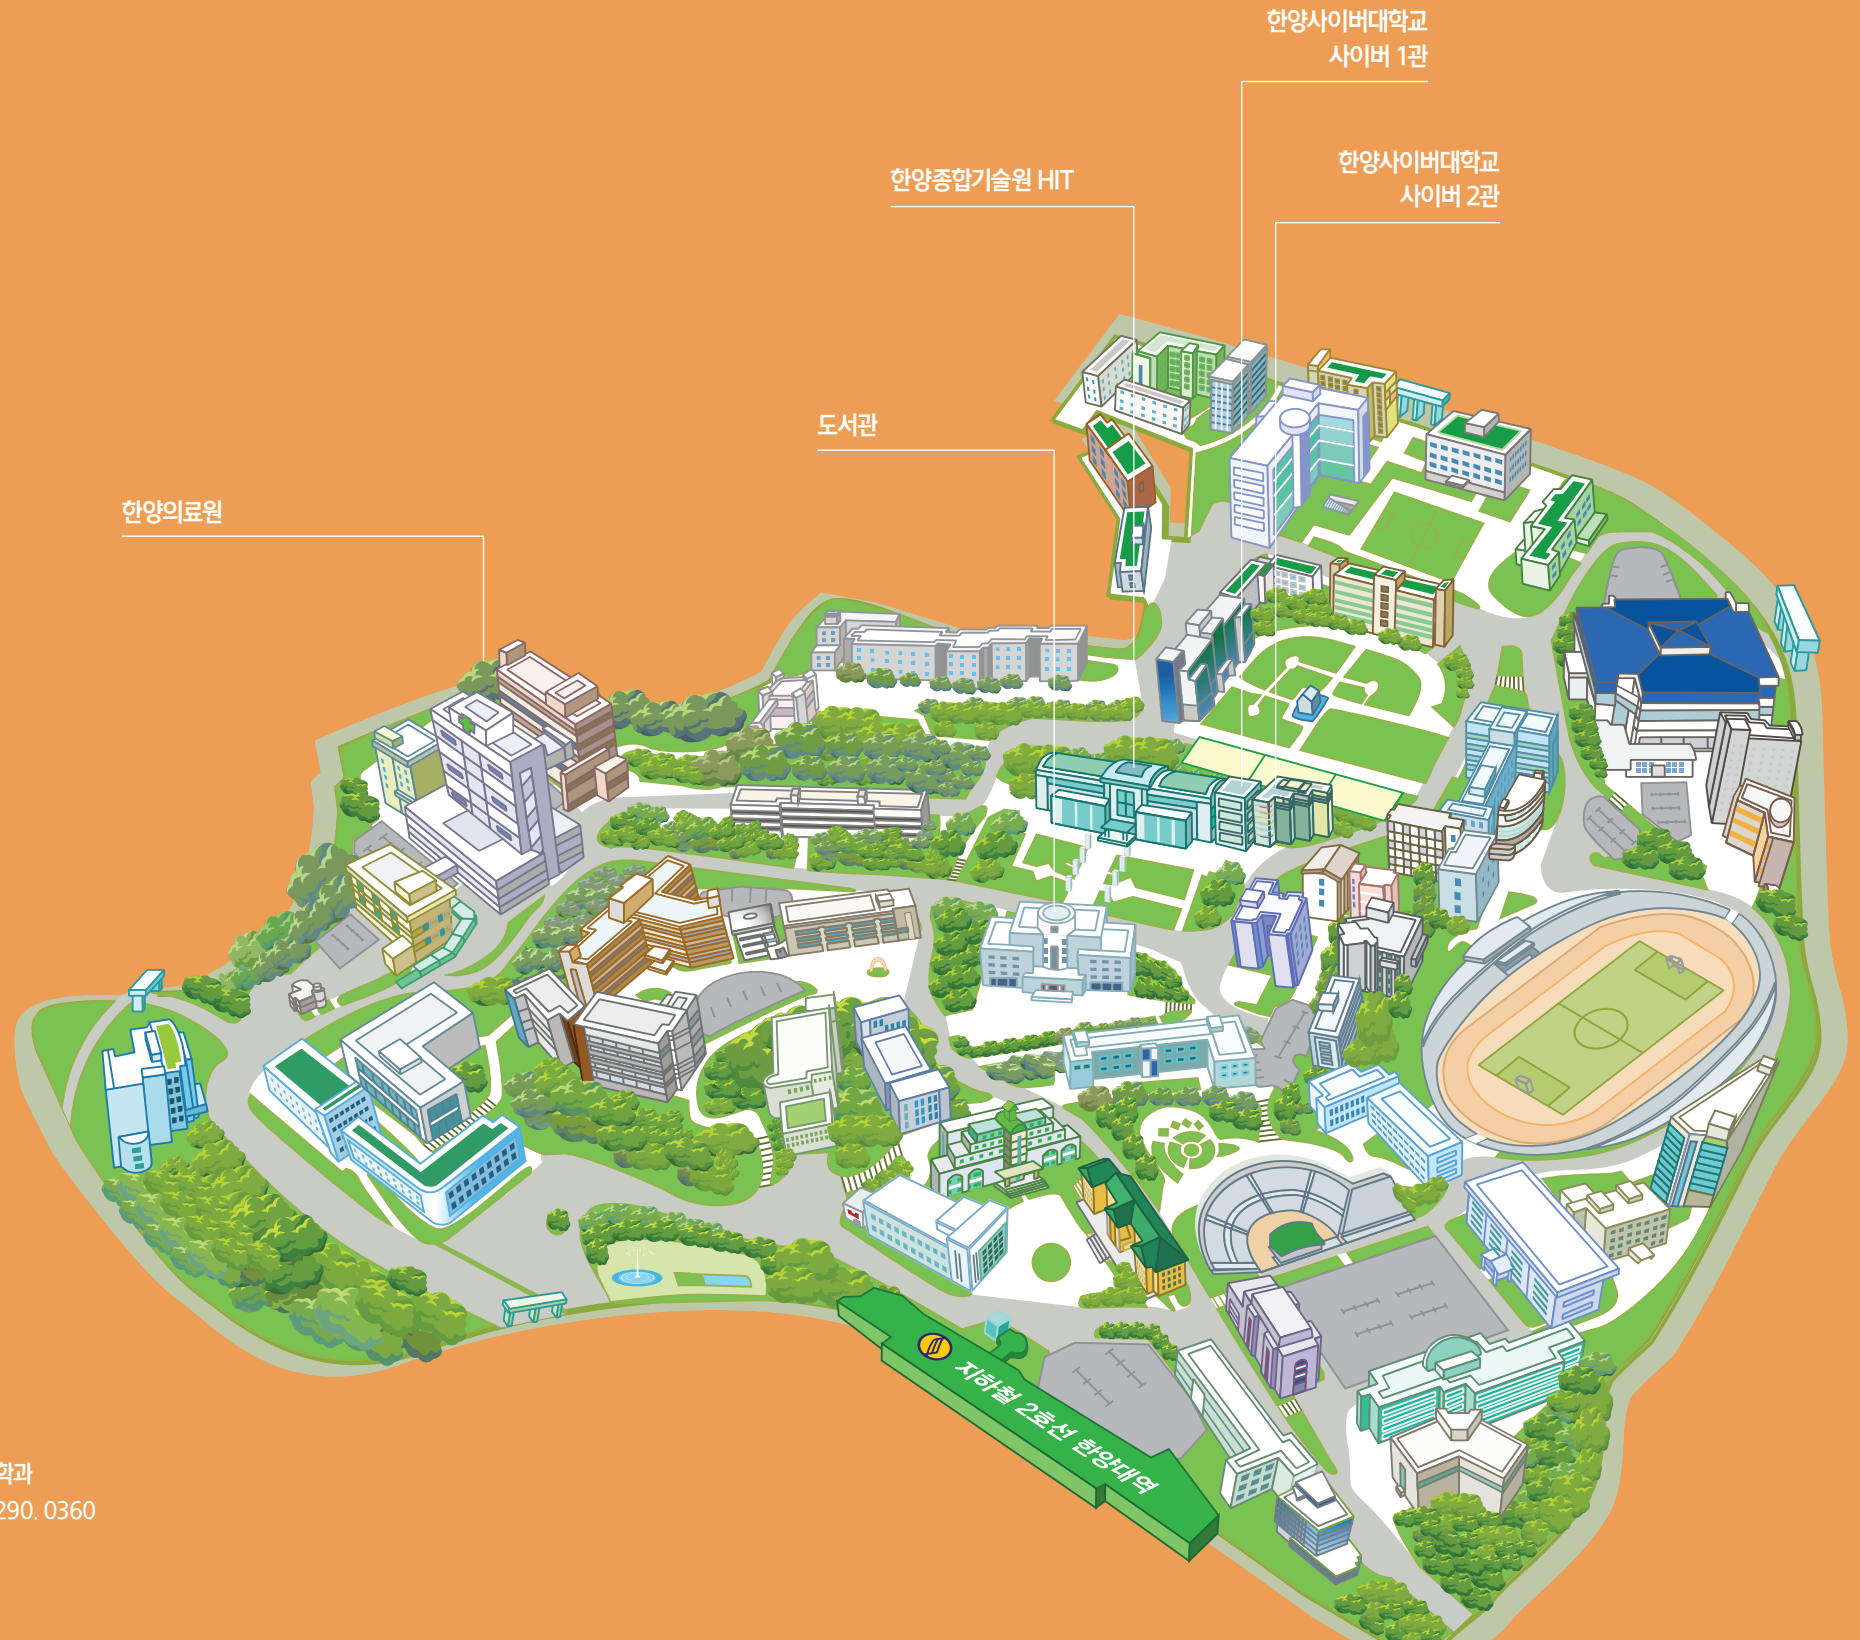 한양사이버대학교
사이버 1관
한양사이버대학교
사이버 2관
한양종합기술원 HIT
도서관
한양의료원
지하철 2호선 한양대역
학과
290. 0360